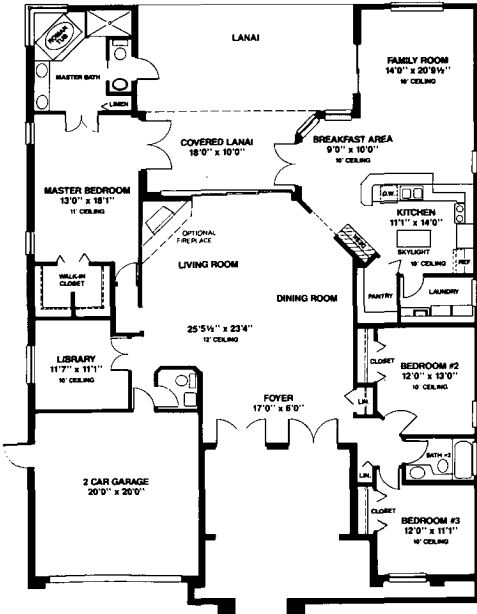 LANAI
ROMAN
TUB
MASTER BATH
LINEN
FAMILY ROOM
14'0" x 20'9½"
10' CEILING
COVERED LANAI
18'0" x 10'0"
BREAKFAST AREA
9'0" x 10'0"
10' CEILING
MASTER BEDROOM
13'0" x 18'1"
11' CEILING
D.W.
KITCHEN
11'1" x 14'0"
SKYLIGHT
10' CEILING
REF.
OPTIONAL
FIREPLACE
LIVING ROOM
WALK-IN
CLOSET
DINING ROOM
PANTRY
LAUNDRY
25'5½" x 23'4"
12' CEILING
LIBRARY
11'7" x 11'1"
10' CEILING
CLOSET
BEDROOM #2
12'0" x 13'0"
10' CEILING
FOYER
17'0" x 6'0"
LIN.
BATH #2
LIN.
2 CAR GARAGE
20'0" x 20'0"
CLOSET
BEDROOM #3
12'0" x 11'1"
10' CEILING